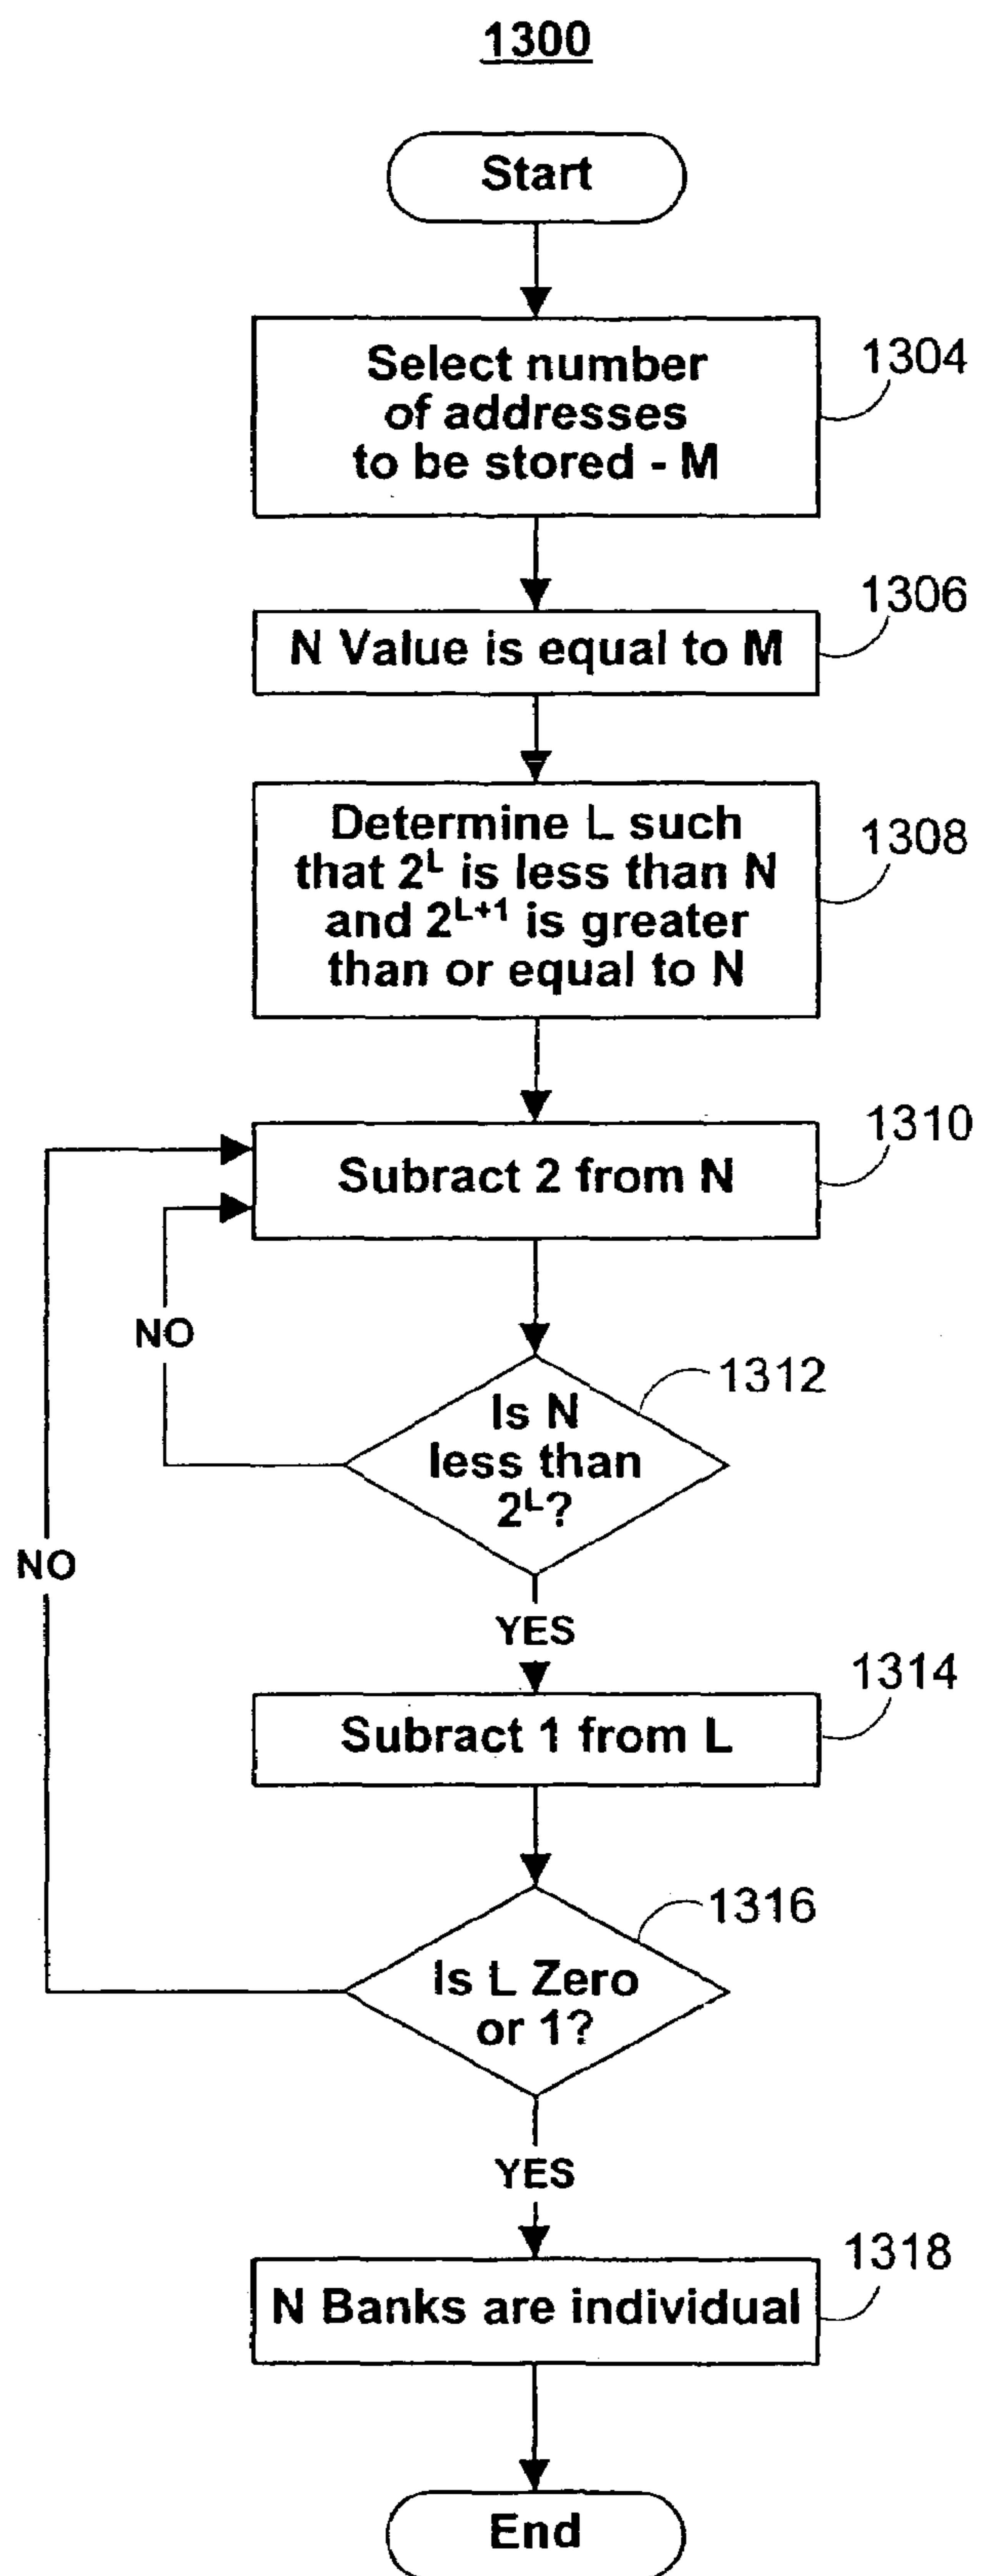 1300
Start
Select number
of addresses
to be stored - M
1304
N Value is equal to M
1306
Determine L such
that 2ᴸ is less than N
and 2ᴸ⁺¹ is greater
than or equal to N
1308
Subract 2 from N
1310
NO
Is N
less than
2ᴸ?
1312
NO
YES
Subract 1 from L
1314
Is L Zero
or 1?
1316
YES
N Banks are individual
1318
End